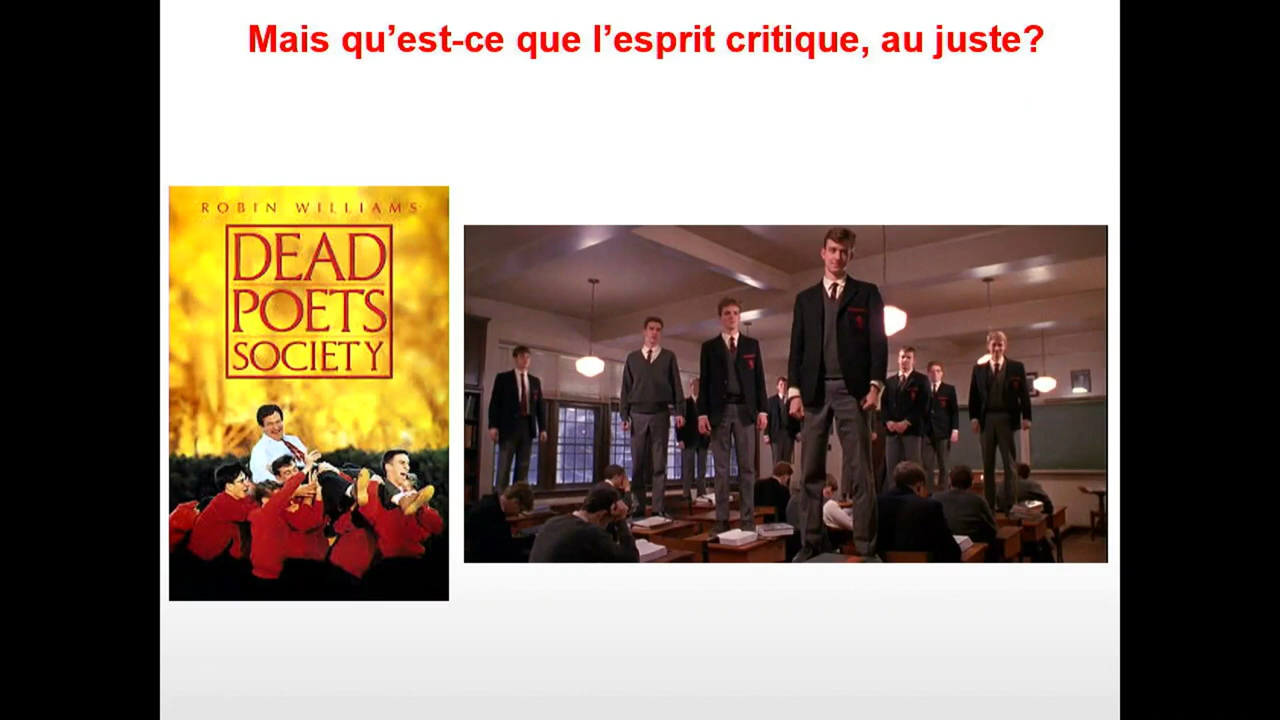 Mais qu’est-ce que l’esprit critique, au juste?
ROBIN WILLIAMS
DEAD
POETS
SOCIETY